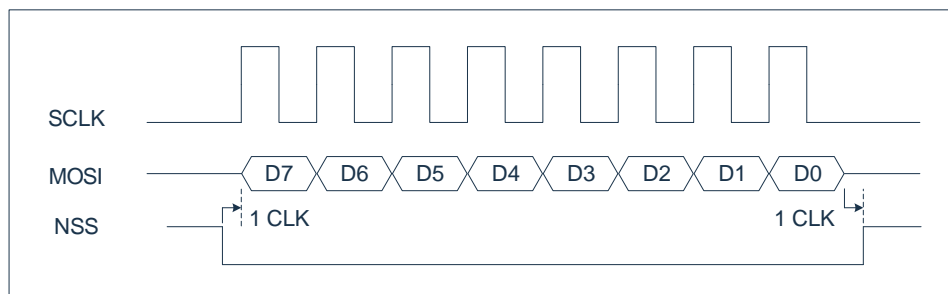 SCLK
MOSI D7 D6 D5 D4 D3 D2 D1 D0
1 CLK 1 CLK
NSS